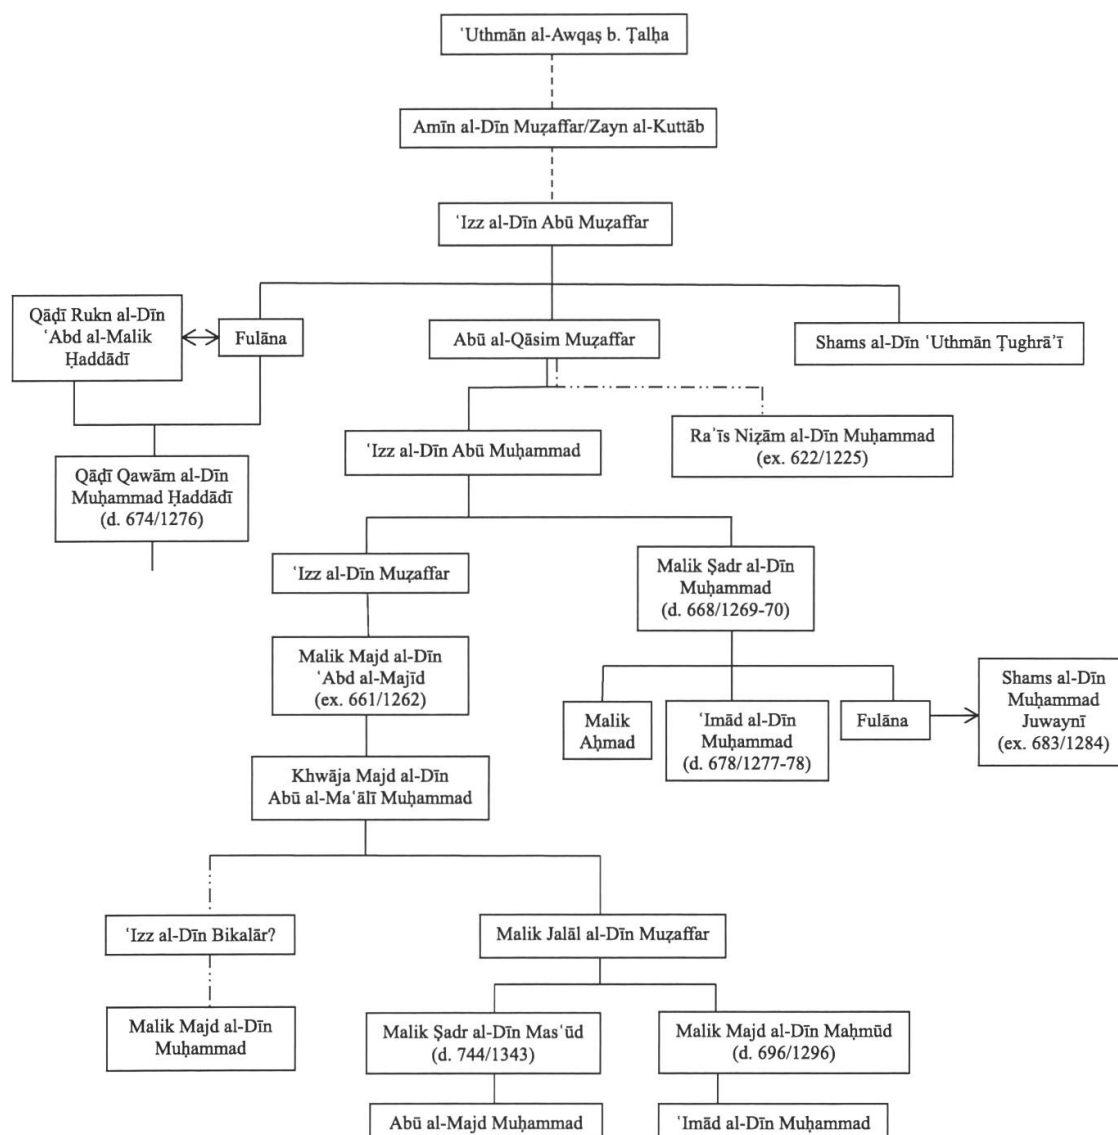 ʿUthmān al-Awqaṣ b. Ṭalḥa
Amīn al-Dīn Muẓaffar/Zayn al-Kuttāb
ʿIzz al-Dīn Abū Muẓaffar
Qāḍī Rukn al-Dīn
ʿAbd al-Malik
Ḥaddādī
Fulāna
Abū al-Qāsim Muẓaffar
Shams al-Dīn ʿUthmān Ṭughrāʾī
ʿIzz al-Dīn Abū Muḥammad
Raʾīs Niẓām al-Dīn Muḥammad
(ex. 622/1225)
Qāḍī Qawām al-Dīn
Muḥammad Ḥaddādī
(d. 674/1276)
ʿIzz al-Dīn Muẓaffar
Malik Ṣadr al-Dīn
Muḥammad
(d. 668/1269-70)
Malik Majd al-Dīn
ʿAbd al-Majīd
(ex. 661/1262)
Malik
Aḥmad
ʿImād al-Dīn
Muḥammad
(d. 678/1277-78)
Fulāna
Shams al-Dīn
Muḥammad
Juwaynī
(ex. 683/1284)
Khwāja Majd al-Dīn
Abū al-Maʿālī Muḥammad
ʿIzz al-Dīn Bikalār?
Malik Jalāl al-Dīn Muẓaffar
Malik Majd al-Dīn
Muḥammad
Malik Ṣadr al-Dīn Masʿūd
(d. 744/1343)
Malik Majd al-Dīn Maḥmūd
(d. 696/1296)
Abū al-Majd Muḥammad
ʿImād al-Dīn Muḥammad